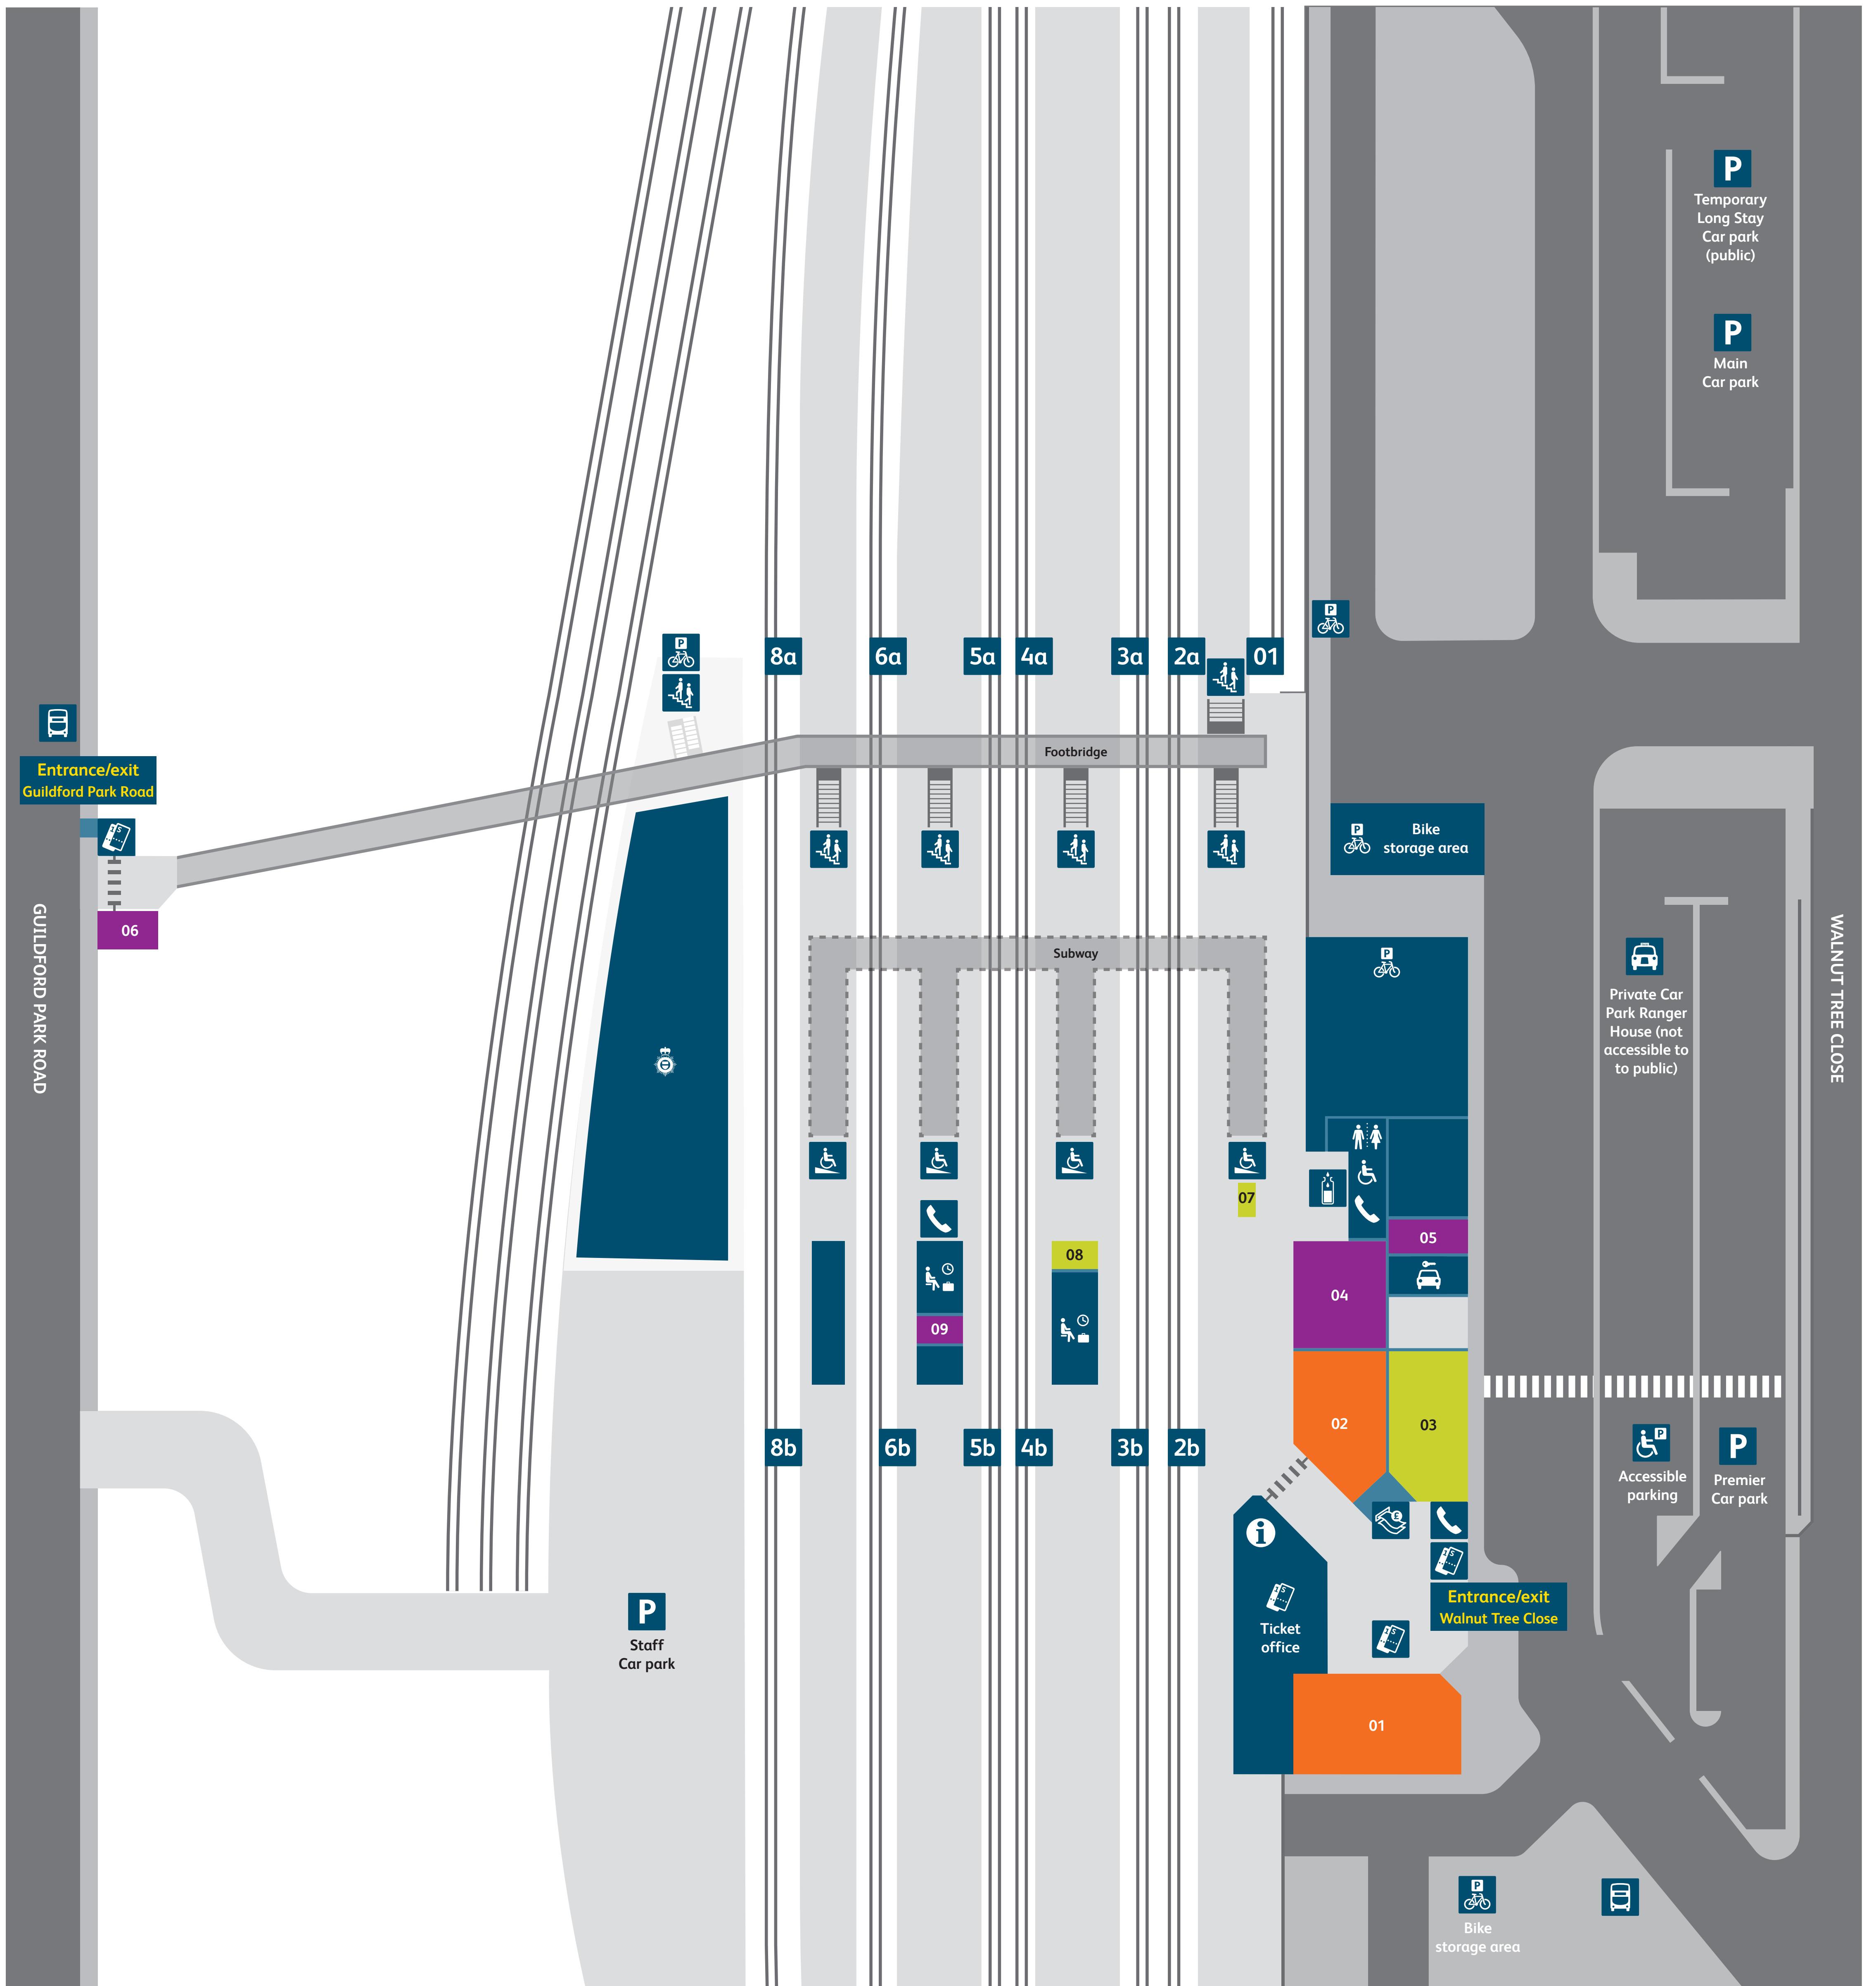 P
Temporary
Long Stay
Car park
(public)
P
Main
Car park
P
P
8a
6a
5a
4a
3a
2a
01
Footbridge
Entrance/exit
Guildford Park Road
P
Bike
storage area
06
GUILDFORD PARK ROAD
WALNUT TREE CLOSE
Subway
P
Private Car
Park Ranger
House (not
accessible to
to public)
07
05
08
04
09
02
03
8b
6b
5b
4b
3b
2b
P
Accessible
parking
P
Premier
Car park
£
i
Entrance/exit
Walnut Tree Close
Ticket
office
P
Staff
Car park
01
P
Bike
storage area